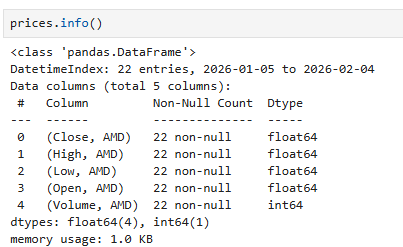 prices.info()
<class 'pandas.DataFrame'>
DatetimeIndex: 22 entries, 2026-01-05 to 2026-02-04
Data columns (total 5 columns):
 #   Column         Non-Null Count  Dtype
---  ------         --------------  -----
 0   (Close, AMD)   22 non-null     float64
 1   (High, AMD)    22 non-null     float64
 2   (Low, AMD)     22 non-null     float64
 3   (Open, AMD)    22 non-null     float64
 4   (Volume, AMD)  22 non-null     int64
dtypes: float64(4), int64(1)
memory usage: 1.0 KB